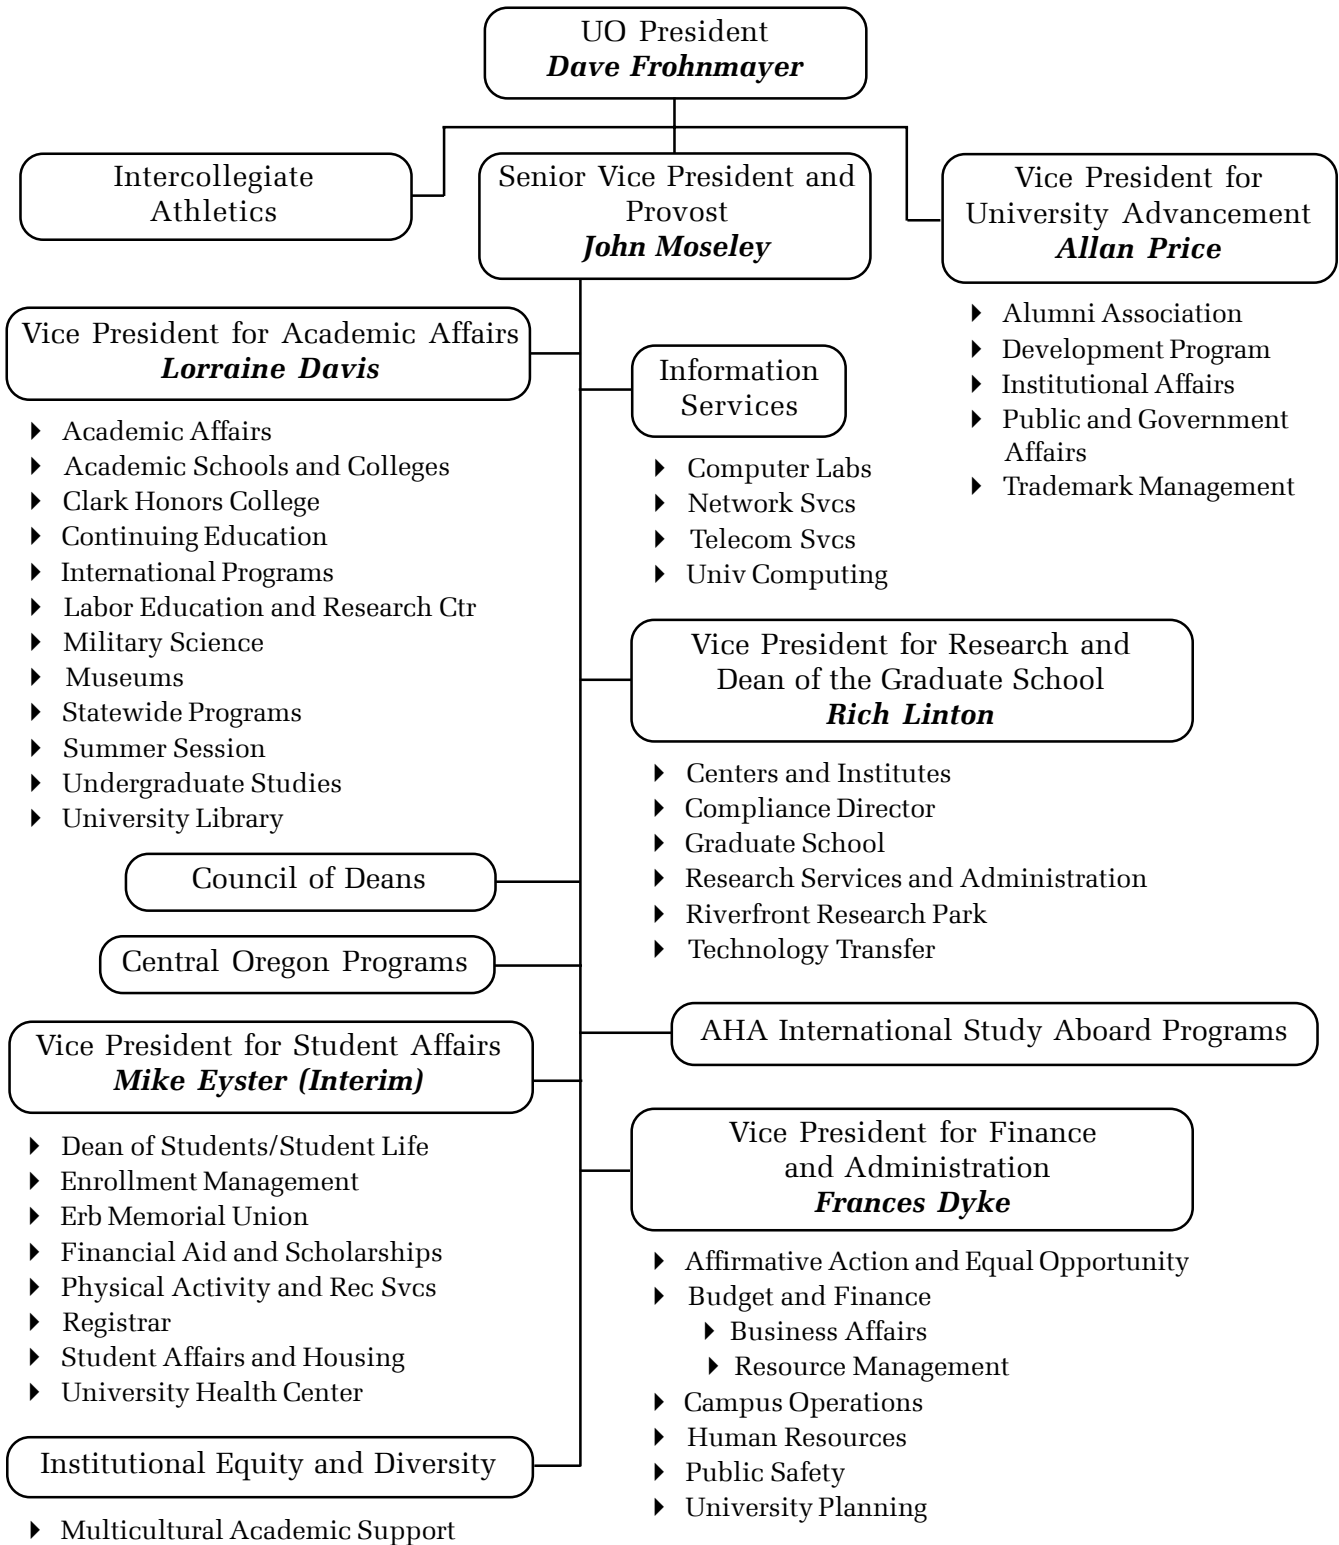 UO President
Dave Frohnmayer
Intercollegiate
Athletics
Senior Vice President and
Provost
John Moseley
Vice President for
University Advancement
Allan Price
Alumni Association
Development Program
Institutional Affairs
Public and Government
Affairs
Trademark Management
Vice President for Academic Affairs
Lorraine Davis
Academic Affairs
Academic Schools and Colleges
Clark Honors College
Continuing Education
International Programs
Labor Education and Research Ctr
Military Science
Museums
Statewide Programs
Summer Session
Undergraduate Studies
University Library
Information
Services
Computer Labs
Network Svcs
Telecom Svcs
Univ Computing
Vice President for Research and
Dean of the Graduate School
Rich Linton
Centers and Institutes
Compliance Director
Graduate School
Research Services and Administration
Riverfront Research Park
Technology Transfer
Council of Deans
Central Oregon Programs
AHA International Study Aboard Programs
Vice President for Student Affairs
Mike Eyster (Interim)
Dean of Students/Student Life
Enrollment Management
Erb Memorial Union
Financial Aid and Scholarships
Physical Activity and Rec Svcs
Registrar
Student Affairs and Housing
University Health Center
Vice President for Finance
and Administration
Frances Dyke
Affirmative Action and Equal Opportunity
Budget and Finance
Business Affairs
Resource Management
Campus Operations
Human Resources
Public Safety
University Planning
Institutional Equity and Diversity
Multicultural Academic Support